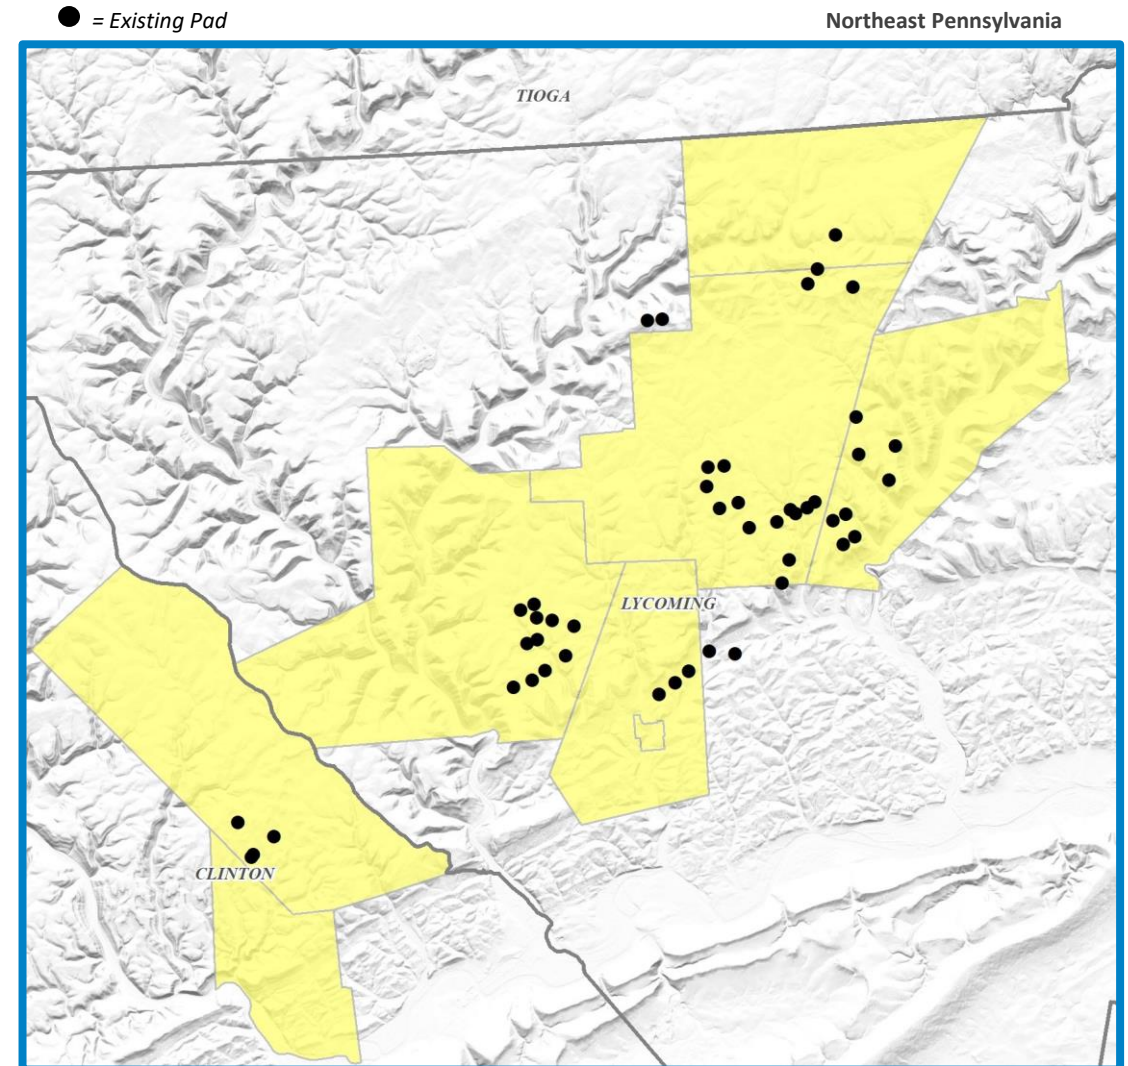 = Existing Pad
Northeast Pennsylvania
TIOGA
LYCOMING
CLINTON